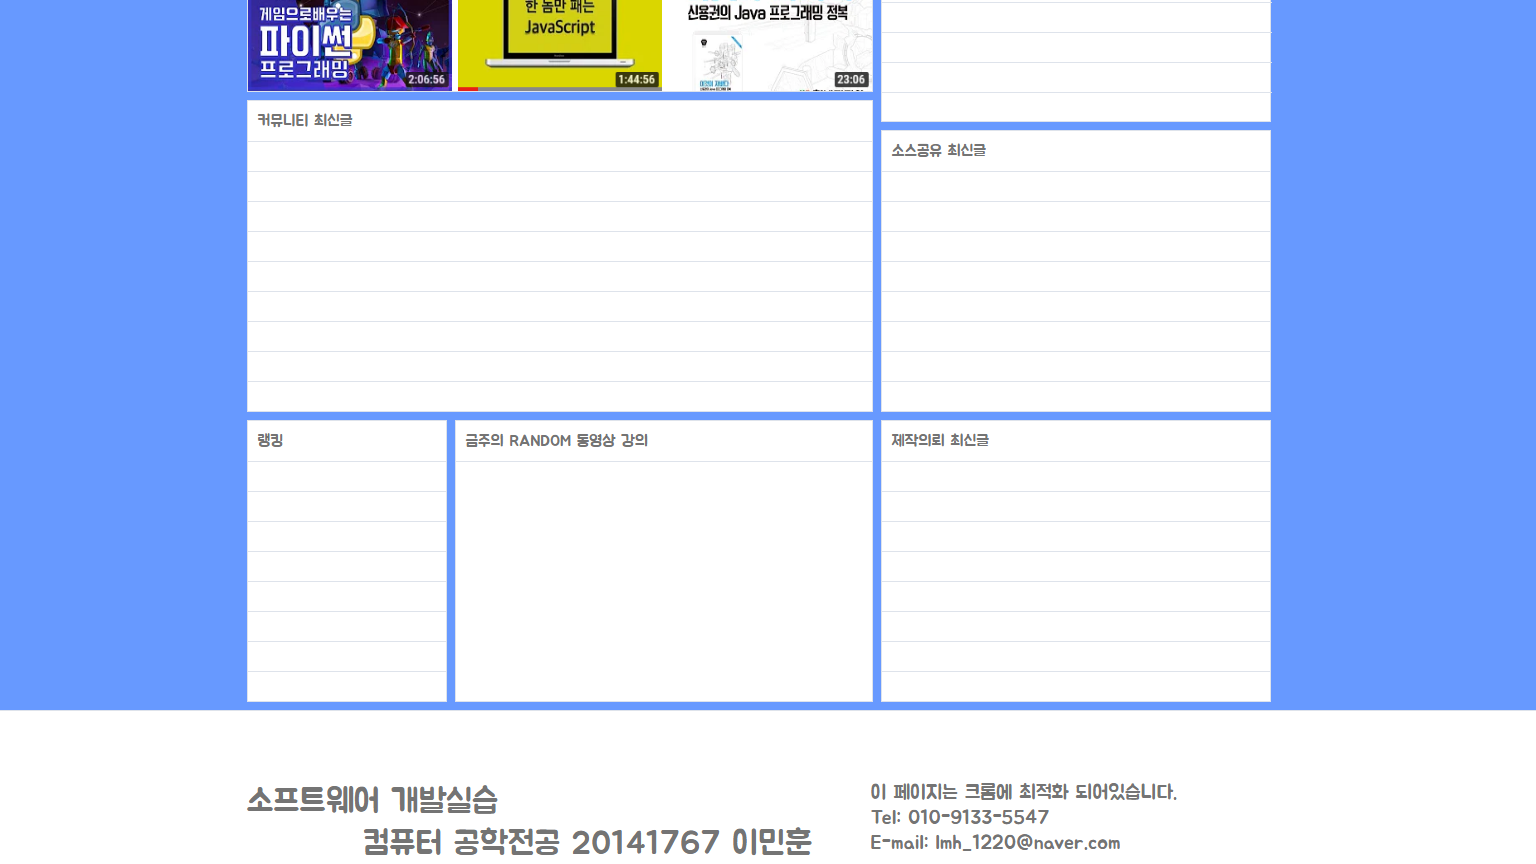 게임으로배우는
파이썬
프로그래밍
2:06:56
한 놈만 패는
JavaScript
1:44:56
신용권의 Java 프로그래밍 정복
23:06
커뮤니티 최신글
소스공유 최신글
랭킹
금주의 RANDOM 동영상 강의
제작의뢰 최신글
소프트웨어 개발실습
컴퓨터 공학전공 20141767 이민훈
이 페이지는 크롬에 최적화 되어있습니다.
Tel: 010-9133-5547
E-mail: lmh_1220@naver.com